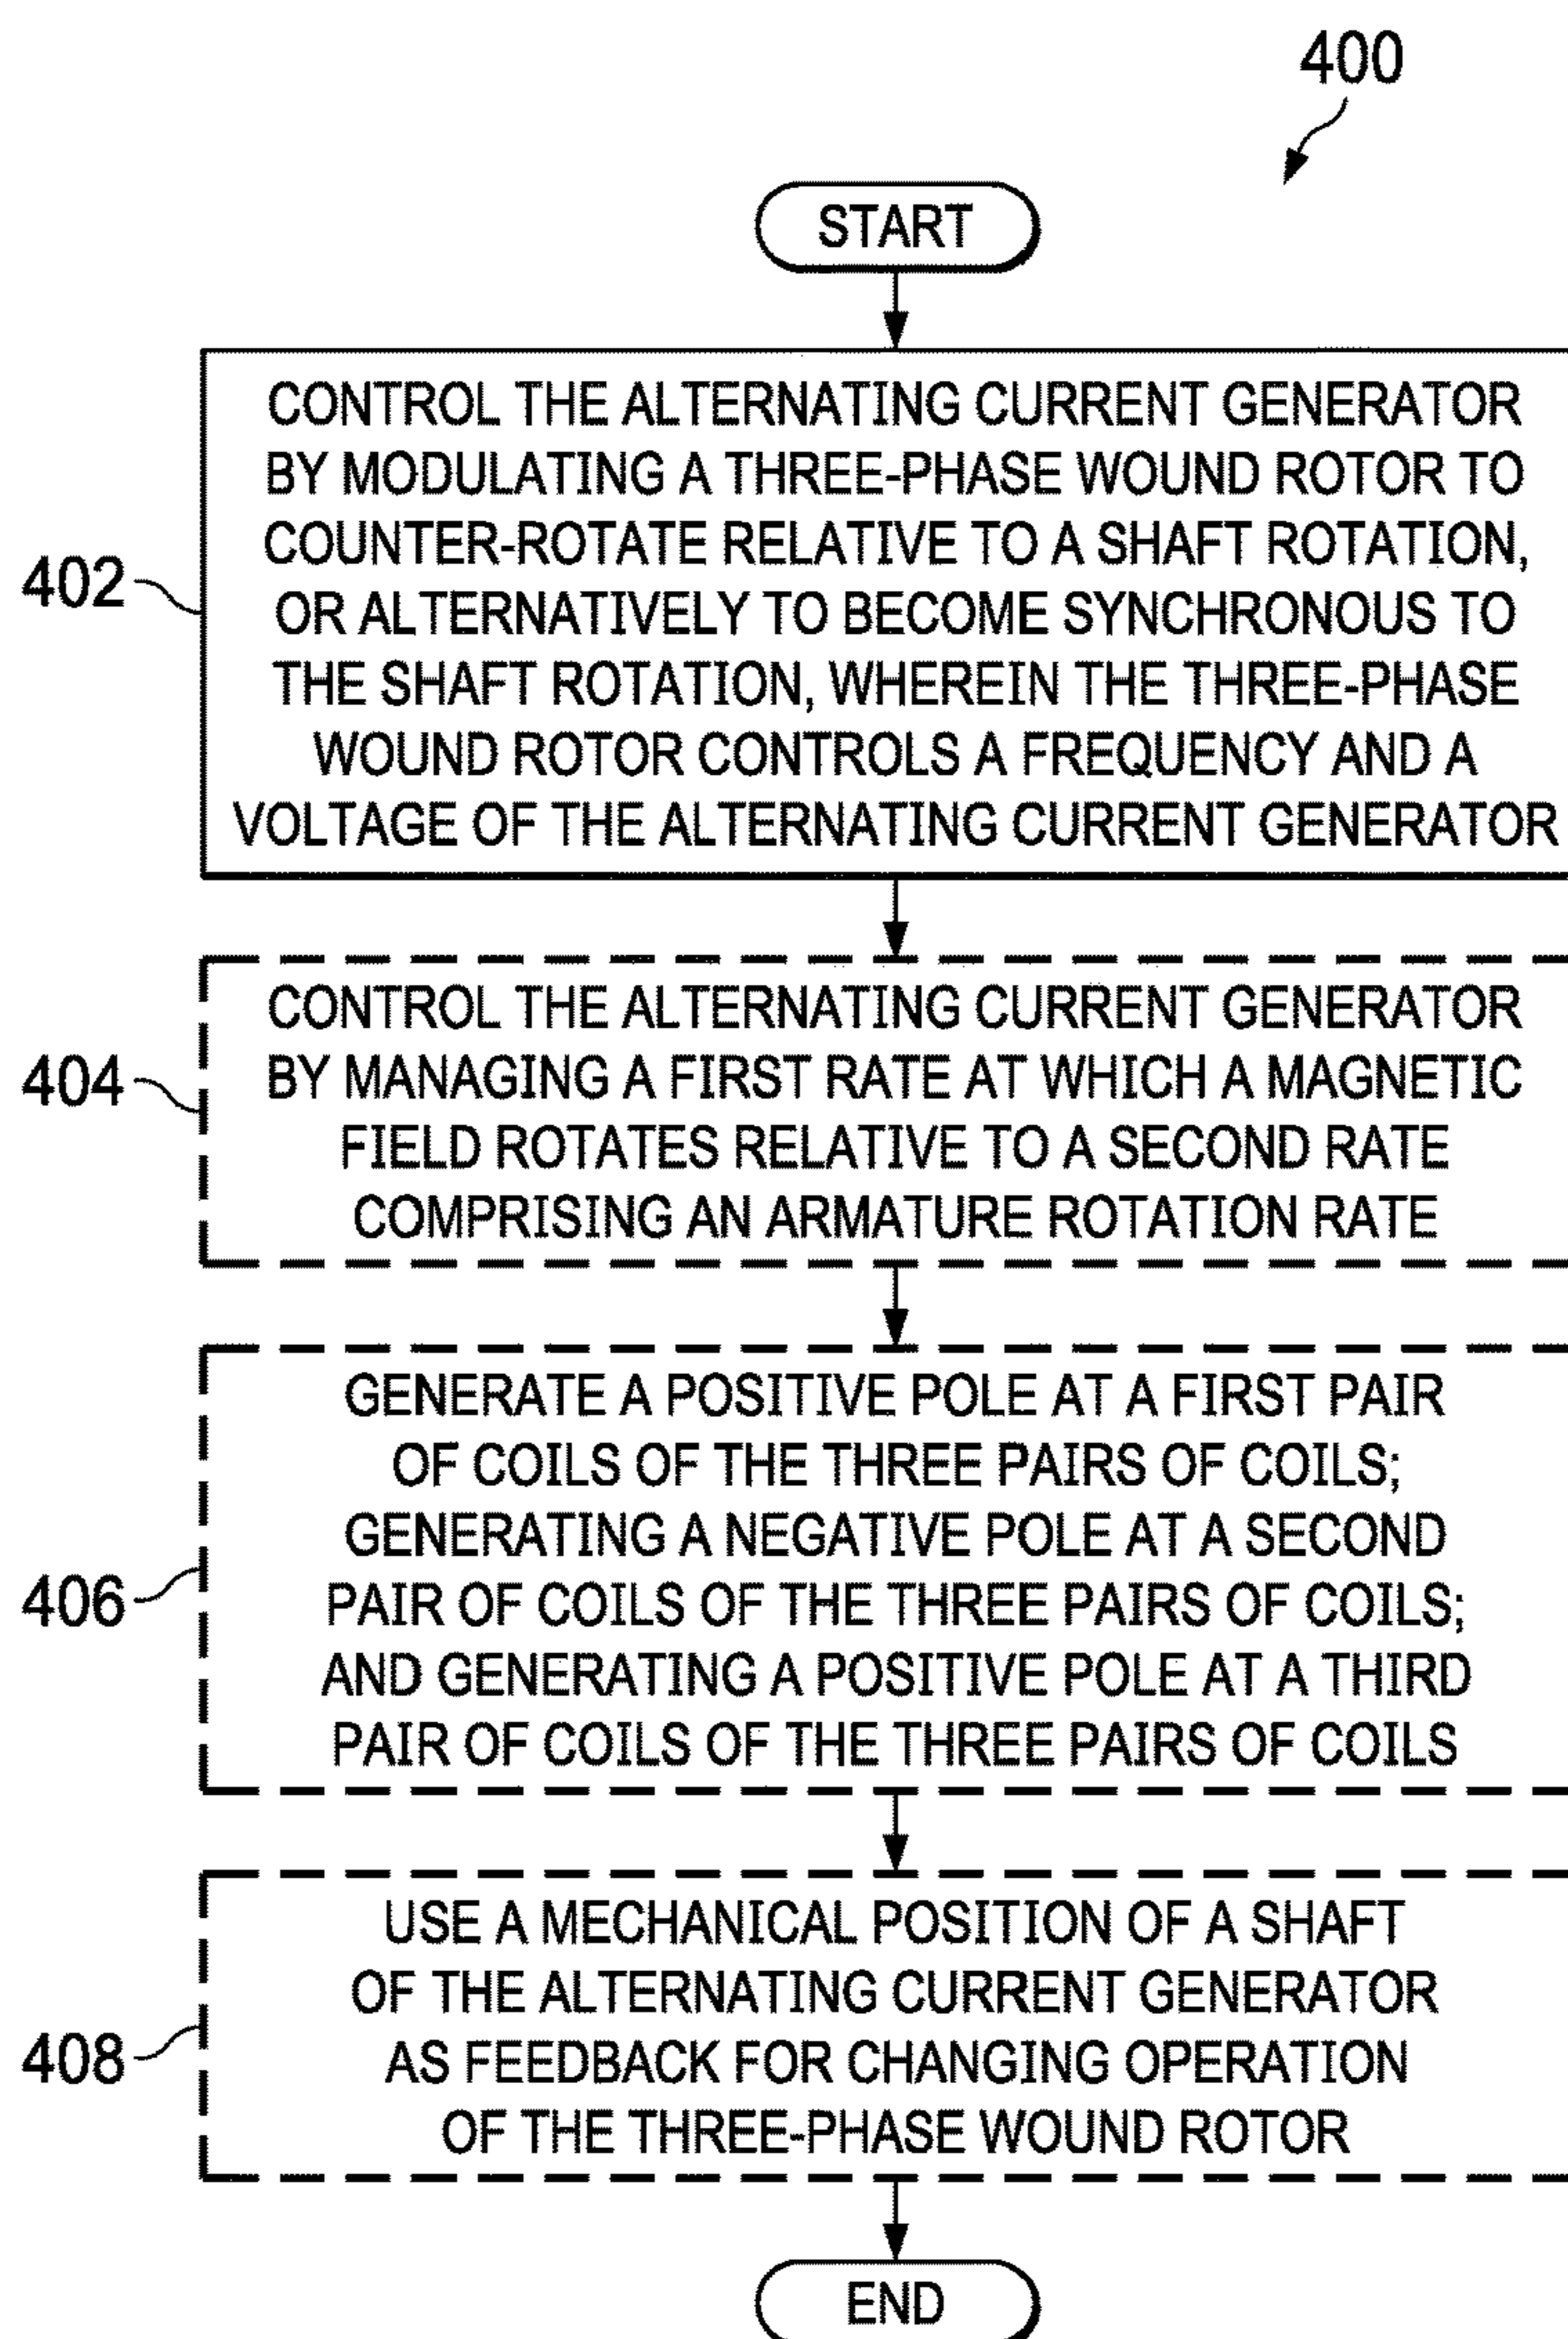 400
START
402
CONTROL THE ALTERNATING CURRENT GENERATOR
BY MODULATING A THREE-PHASE WOUND ROTOR TO
COUNTER-ROTATE RELATIVE TO A SHAFT ROTATION,
OR ALTERNATIVELY TO BECOME SYNCHRONOUS TO
THE SHAFT ROTATION, WHEREIN THE THREE-PHASE
WOUND ROTOR CONTROLS A FREQUENCY AND A
VOLTAGE OF THE ALTERNATING CURRENT GENERATOR
404
CONTROL THE ALTERNATING CURRENT GENERATOR
BY MANAGING A FIRST RATE AT WHICH A MAGNETIC
FIELD ROTATES RELATIVE TO A SECOND RATE
COMPRISING AN ARMATURE ROTATION RATE
406
GENERATE A POSITIVE POLE AT A FIRST PAIR
OF COILS OF THE THREE PAIRS OF COILS;
GENERATING A NEGATIVE POLE AT A SECOND
PAIR OF COILS OF THE THREE PAIRS OF COILS;
AND GENERATING A POSITIVE POLE AT A THIRD
PAIR OF COILS OF THE THREE PAIRS OF COILS
408
USE A MECHANICAL POSITION OF A SHAFT
OF THE ALTERNATING CURRENT GENERATOR
AS FEEDBACK FOR CHANGING OPERATION
OF THE THREE-PHASE WOUND ROTOR
END